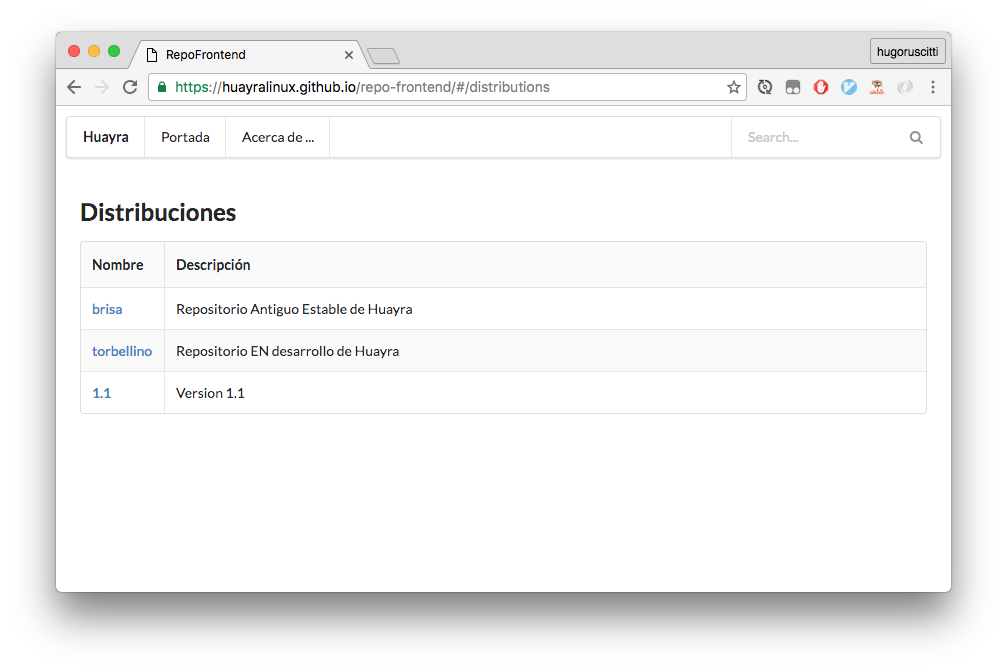 RepoFrontend
hugoruscitti
https://huayralinux.github.io/repo-frontend/#/distributions
Huayra Portada Acerca de ... Search...
Distribuciones
Nombre Descripción
brisa Repositorio Antiguo Estable de Huayra
torbellino Repositorio EN desarrollo de Huayra
1.1 Version 1.1